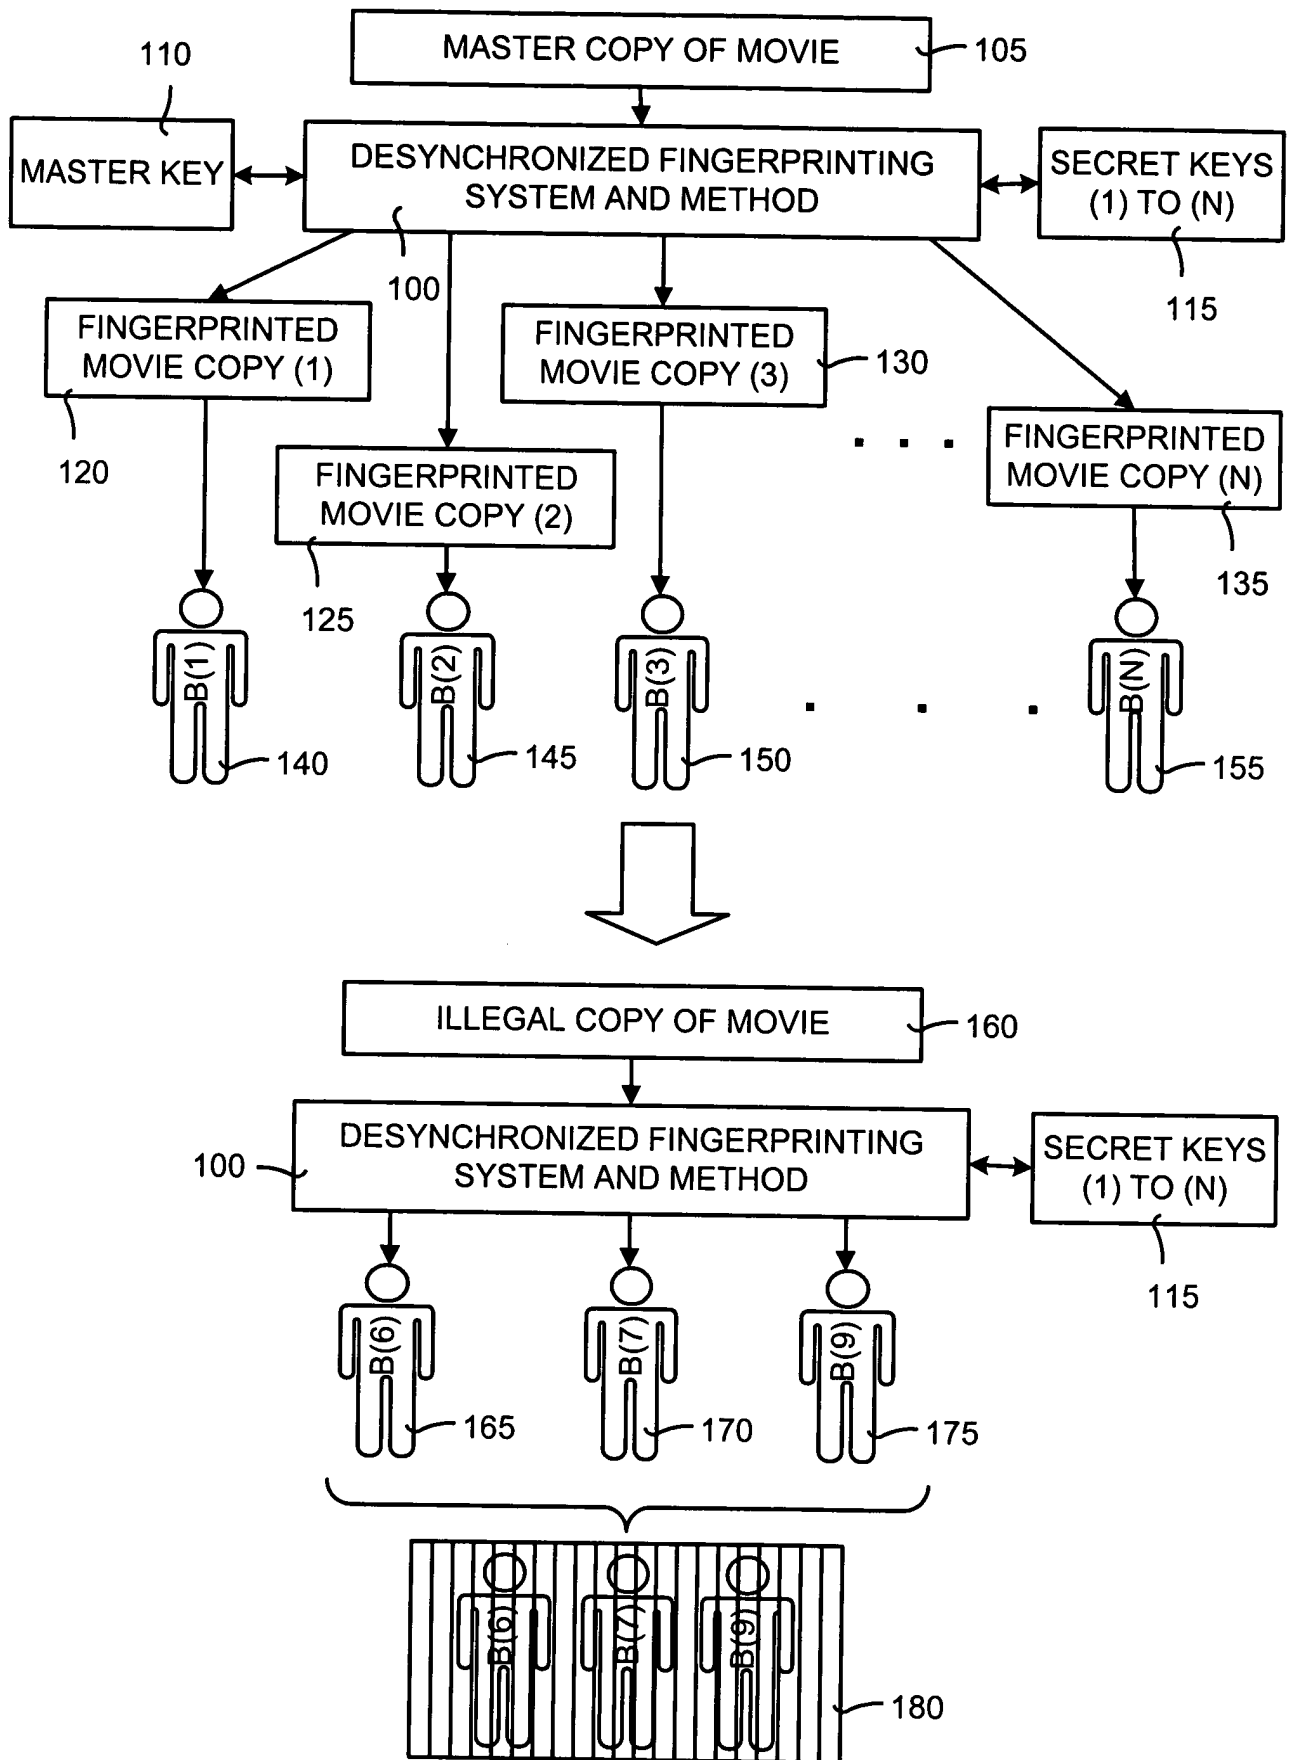 MASTER COPY OF MOVIE
105
110
MASTER KEY
DESYNCHRONIZED FINGERPRINTING
SYSTEM AND METHOD
SECRET KEYS
(1) TO (N)
100
115
FINGERPRINTED
MOVIE COPY (1)
120
FINGERPRINTED
MOVIE COPY (2)
125
FINGERPRINTED
MOVIE COPY (3)
130
. . .
FINGERPRINTED
MOVIE COPY (N)
135
B(1)
140
B(2)
145
B(3)
150
. . .
B(N)
155
ILLEGAL COPY OF MOVIE
160
100
DESYNCHRONIZED FINGERPRINTING
SYSTEM AND METHOD
SECRET KEYS
(1) TO (N)
115
B(6)
165
B(7)
170
B(9)
175
B(6)
B(7)
B(9)
180